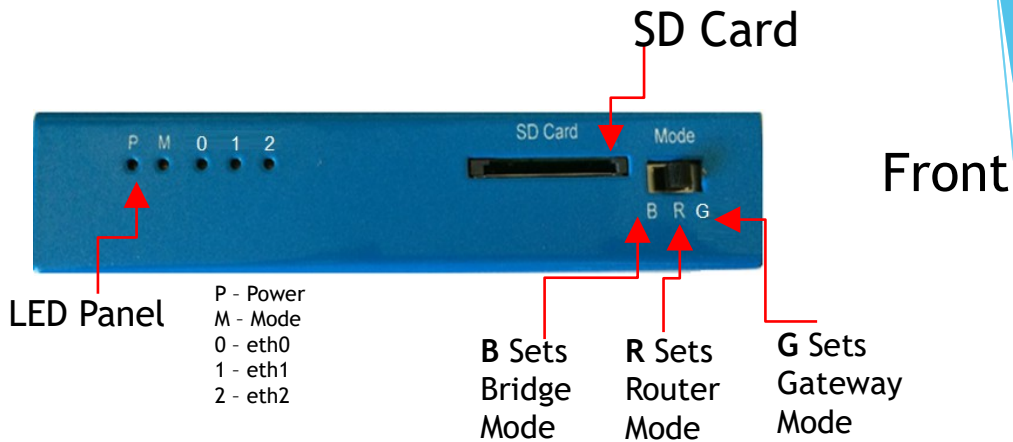 SD Card
P M 0 1 2
SD Card
Mode
Front
B R G
LED Panel
P – Power
M – Mode
0 – eth0
1 – eth1
2 – eth2
B Sets
Bridge
Mode
R Sets
Router
Mode
G Sets
Gateway
Mode